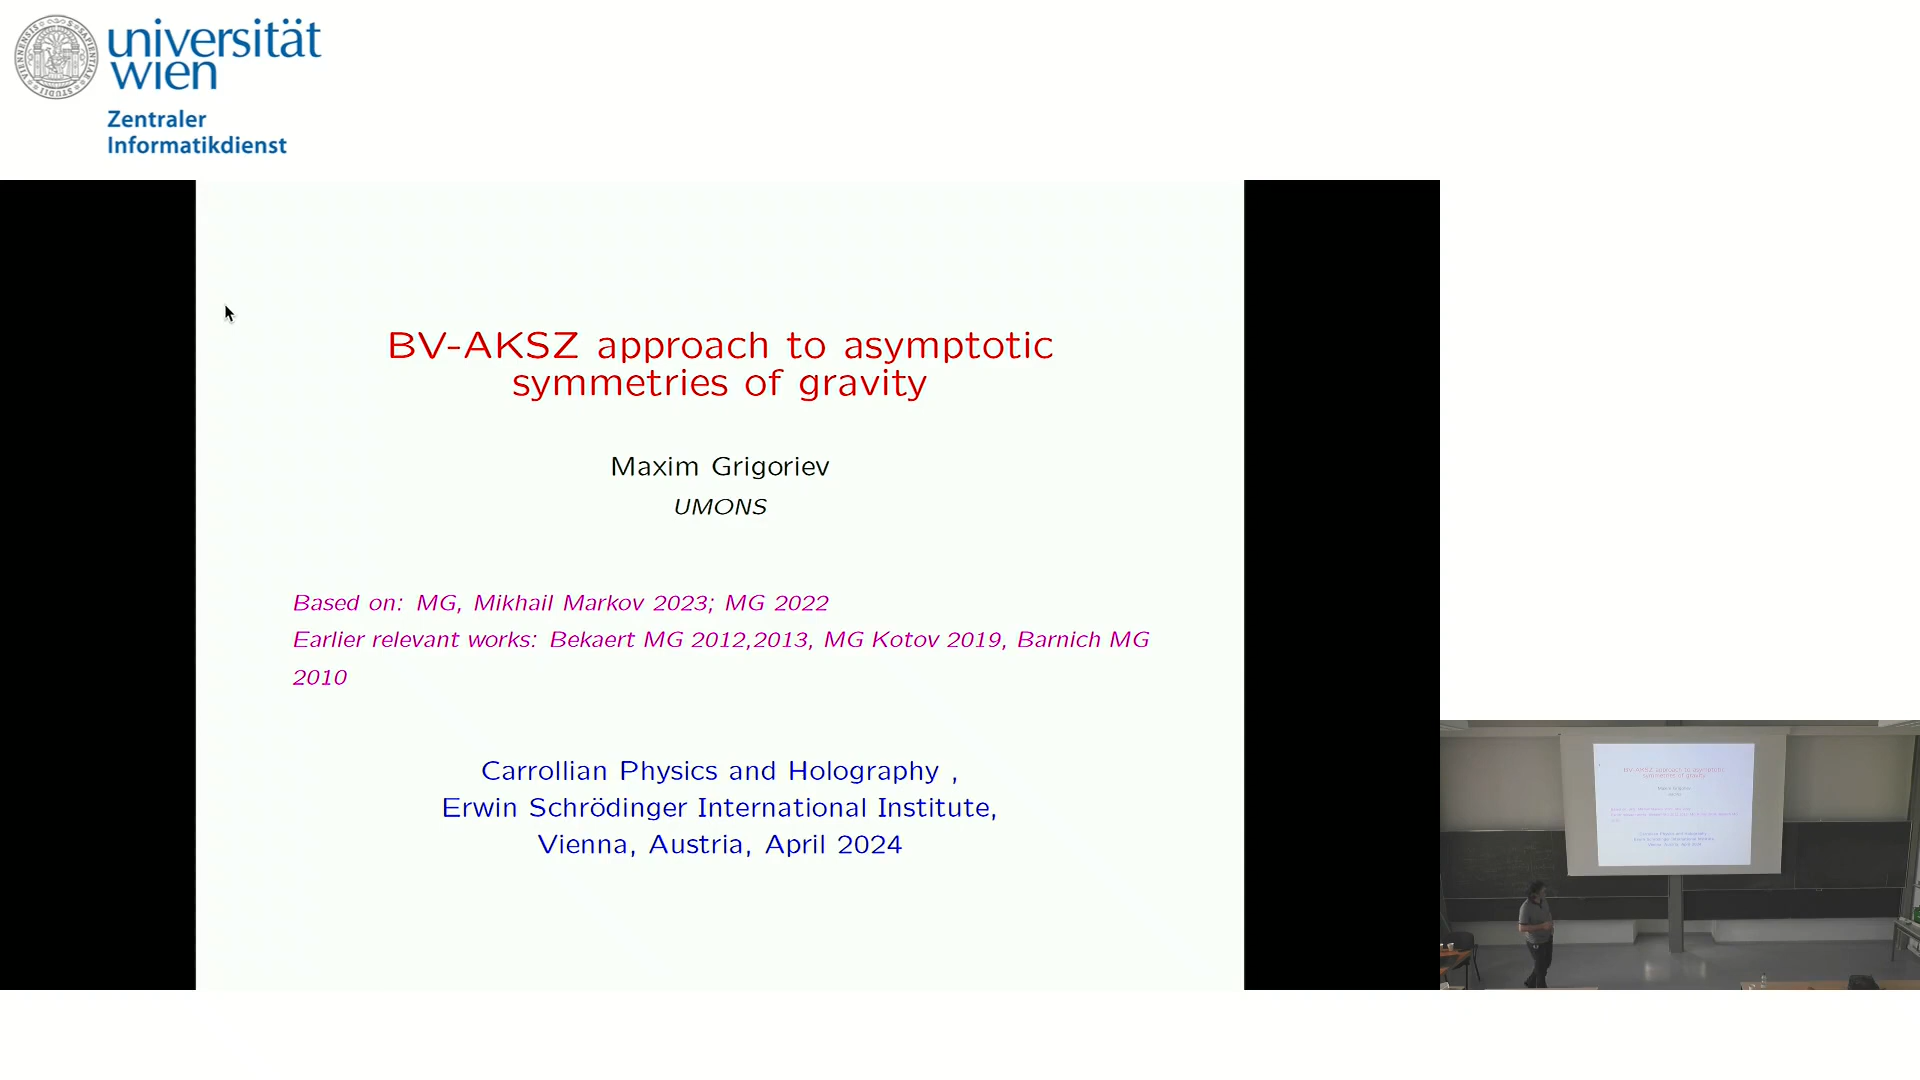 universität
wien
Zentraler
Informatikdienst
BV-AKSZ approach to asymptotic
symmetries of gravity
Maxim Grigoriev
UMONS
Based on: MG, Mikhail Markov 2023; MG 2022
Earlier relevant works: Bekaert MG 2012,2013, MG Kotov 2019, Barnich MG
2010
Carrollian Physics and Holography ,
Erwin Schrödinger International Institute,
Vienna, Austria, April 2024